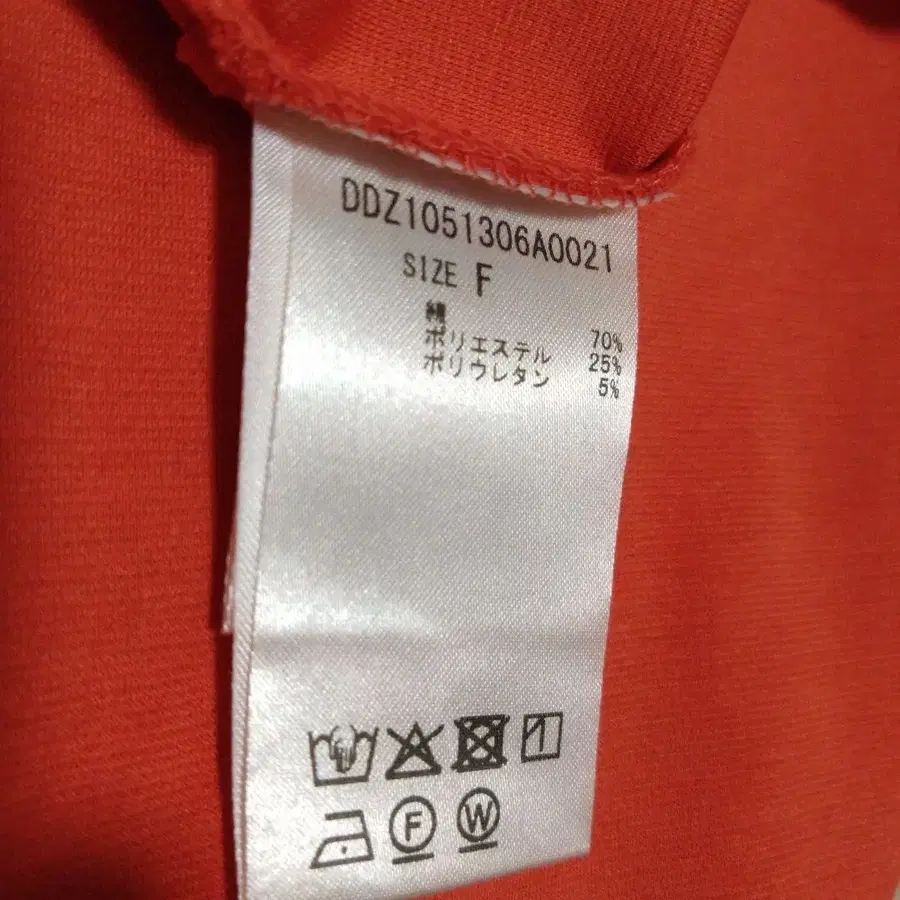 DDZ1051306A0021
SIZE F
綿 70%
ポリエステル 25%
ポリウレタン 5%
F
W